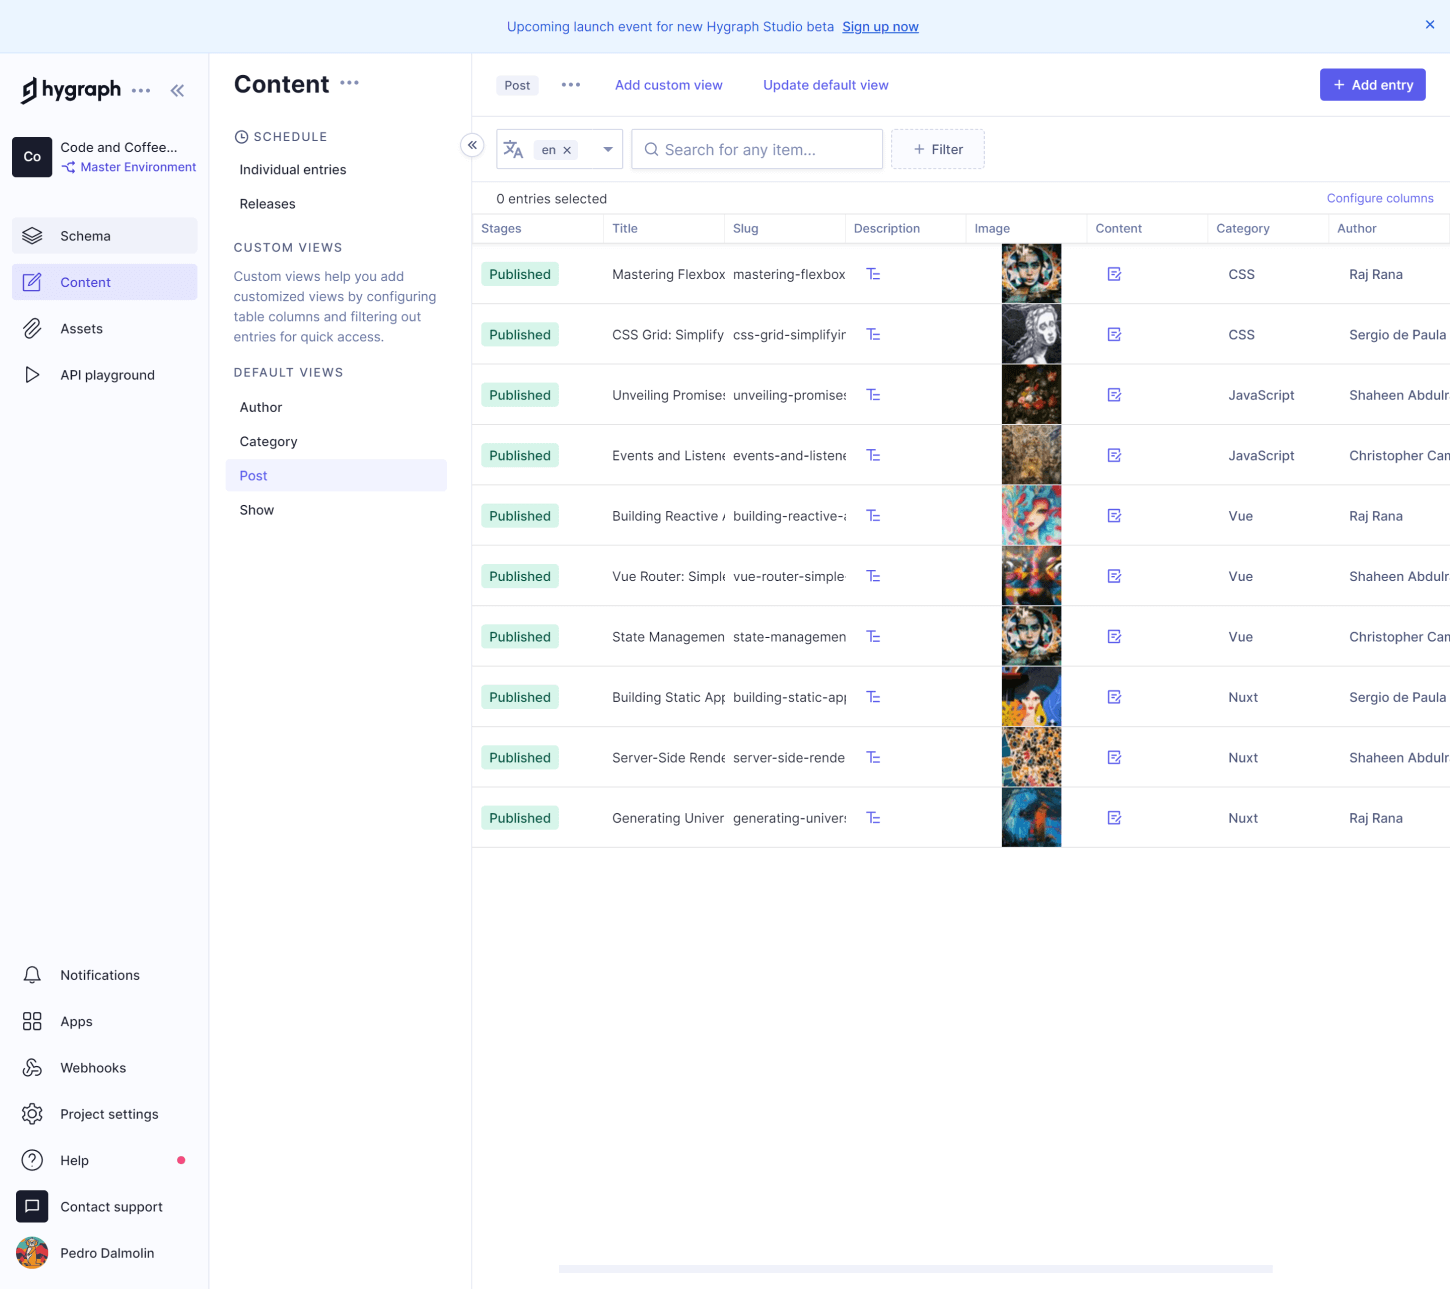 Upcoming launch event for new Hygraph Studio beta Sign up now
hygraph
Co
Code and Coffee...
Master Environment
Schema
Content
Assets
API playground
Notifications
Apps
Webhooks
Project settings
Help
Contact support
Pedro Dalmolin
Content
SCHEDULE
Individual entries
Releases
CUSTOM VIEWS
Custom views help you add
customized views by configuring
table columns and filtering out
entries for quick access.
DEFAULT VIEWS
Author
Category
Post
Show
Post
Add custom view
Update default view
+ Add entry
en
Search for any item...
+ Filter
0 entries selected
Configure columns
Stages Title Slug Description Image Content Category Author
Published Mastering Flexbox mastering-flexbox CSS Raj Rana
Published CSS Grid: Simplify css-grid-simplifyin CSS Sergio de Paula
Published Unveiling Promises unveiling-promises JavaScript Shaheen Abdulr
Published Events and Listene events-and-listene JavaScript Christopher Can
Published Building Reactive building-reactive- Vue Raj Rana
Published Vue Router: Simple vue-router-simple- Vue Shaheen Abdulr
Published State Managemen state-managemen Vue Christopher Can
Published Building Static App building-static-app Nuxt Sergio de Paula
Published Server-Side Rende server-side-rende Nuxt Shaheen Abdulr
Published Generating Univer generating-univers Nuxt Raj Rana